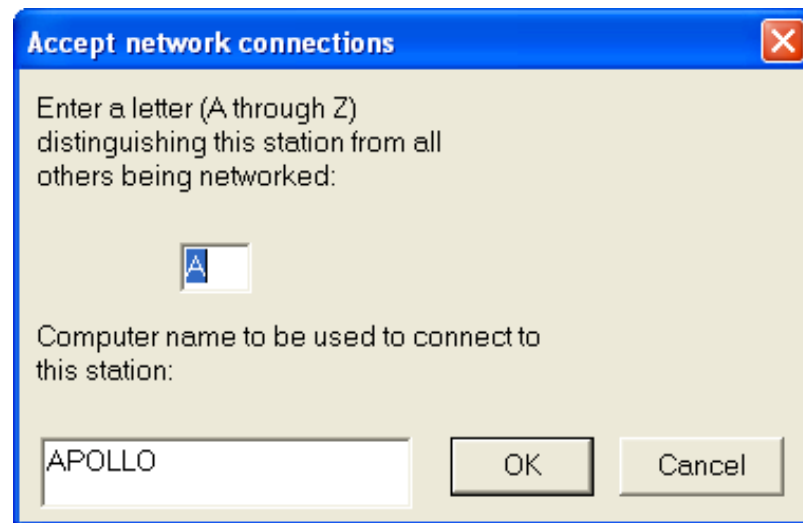 Accept network connections
Enter a letter (A through Z)
distinguishing this station from all
others being networked:
A
Computer name to be used to connect to
this station:
APOLLO
OK
Cancel